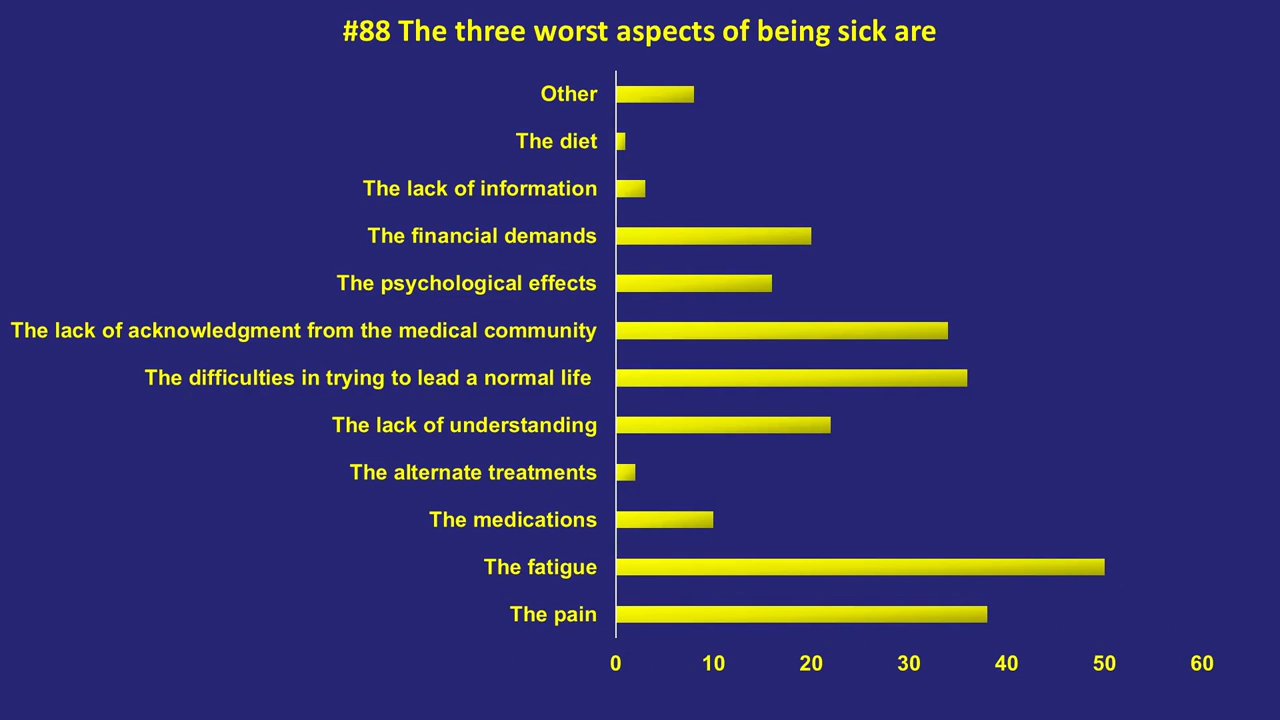 #88 The three worst aspects of being sick are
Other
The diet
The lack of information
The financial demands
The psychological effects
The lack of acknowledgment from the medical community
The difficulties in trying to lead a normal life
The lack of understanding
The alternate treatments
The medications
The fatigue
The pain
0 10 20 30 40 50 60